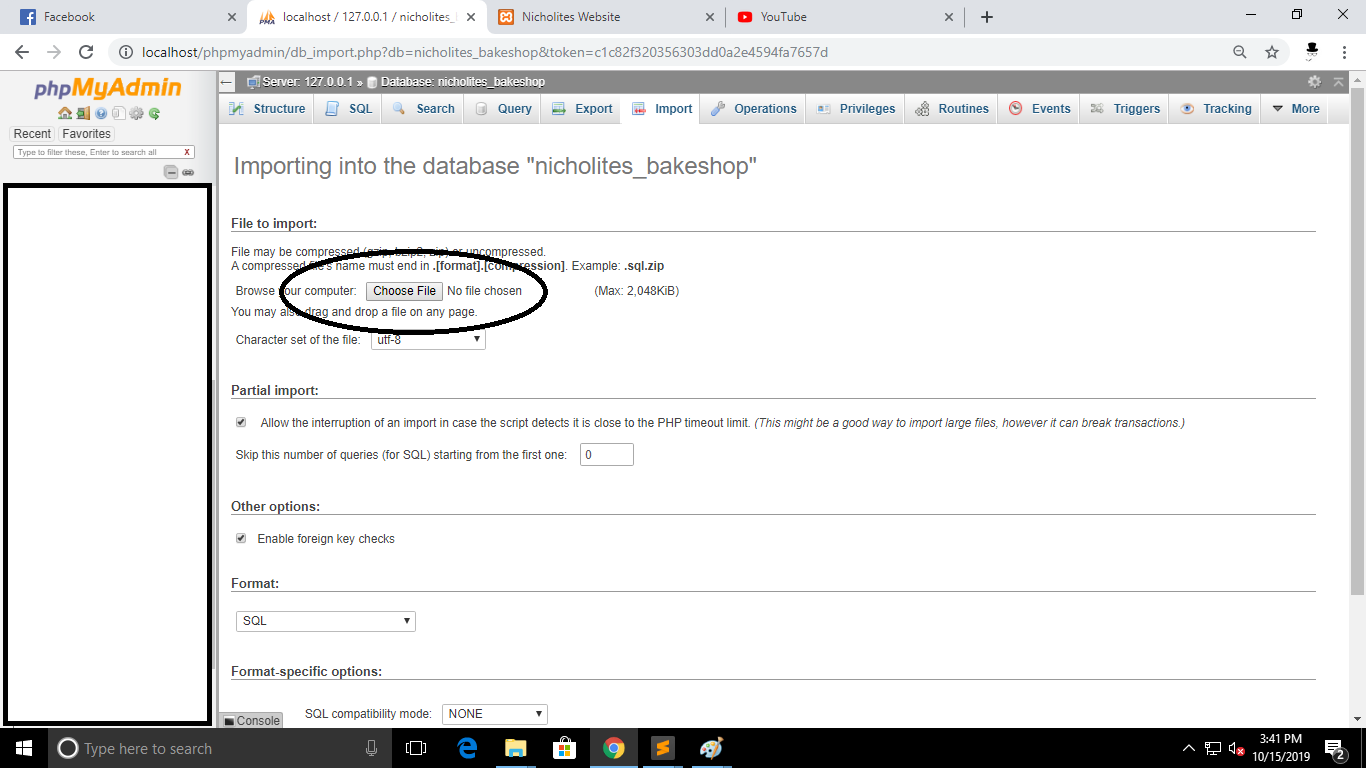 Facebook
localhost / 127.0.0.1 / nicholites_
Nicholites Website
YouTube
localhost/phpmyadmin/db_import.php?db=nicholites_bakeshop&token=c1c82f320356303dd0a2e4594fa7657d
phpMyAdmin
Recent Favorites
Type to filter these, Enter to search all X
Server: 127.0.0.1 » Database: nicholites_bakeshop
Structure SQL Search Query Export Import Operations Privileges Routines Events Triggers Tracking More
Importing into the database "nicholites_bakeshop"
File to import:
File may be compressed (gzip, bzip2, zip) or uncompressed.
A compressed file's name must end in .[format].[compression]. Example: .sql.zip
Browse your computer: Choose File No file chosen (Max: 2,048KiB)
You may also drag and drop a file on any page.
Character set of the file: utf-8
Partial import:
Allow the interruption of an import in case the script detects it is close to the PHP timeout limit. (This might be a good way to import large files, however it can break transactions.)
Skip this number of queries (for SQL) starting from the first one: 0
Other options:
Enable foreign key checks
Format:
SQL
Format-specific options:
SQL compatibility mode: NONE
Console
Type here to search
3:41 PM
10/15/2019
2